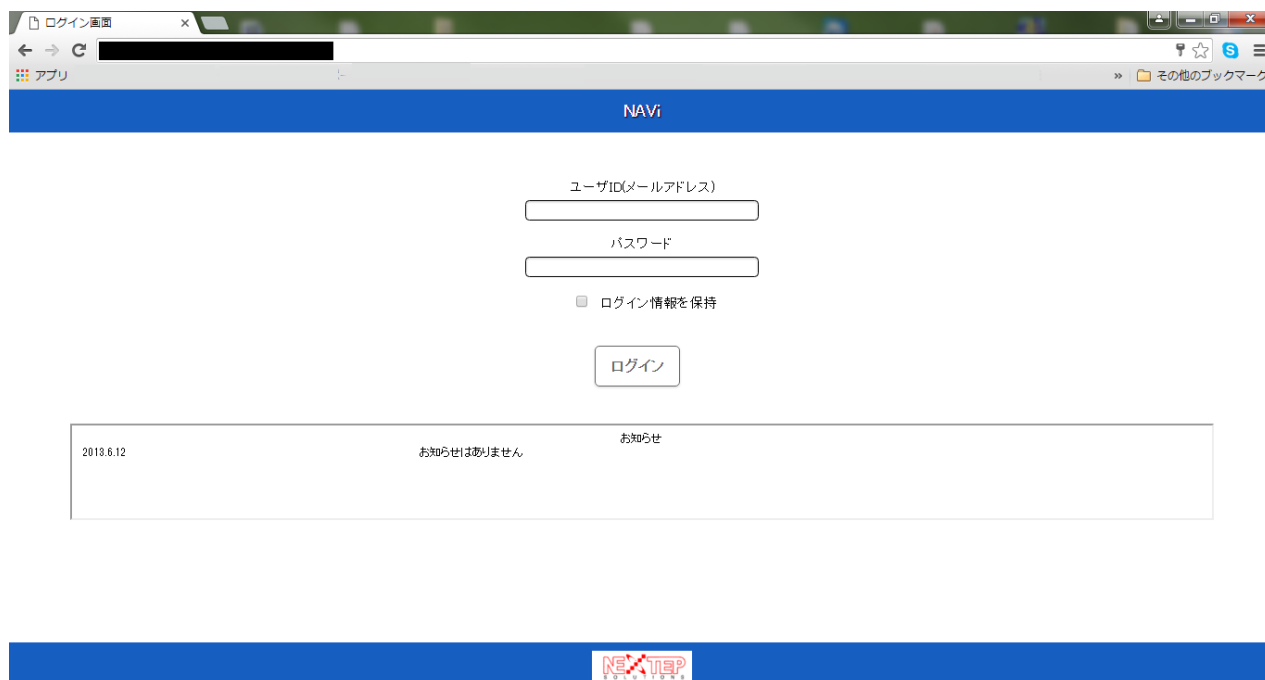 ログイン画面
アプリ
» その他のブックマーク
NAVi
ユーザID(メールアドレス)
パスワード
ログイン情報を保持
ログイン
お知らせ
2013.6.12 お知らせはありません
NEXTEP
SOLUTIONS